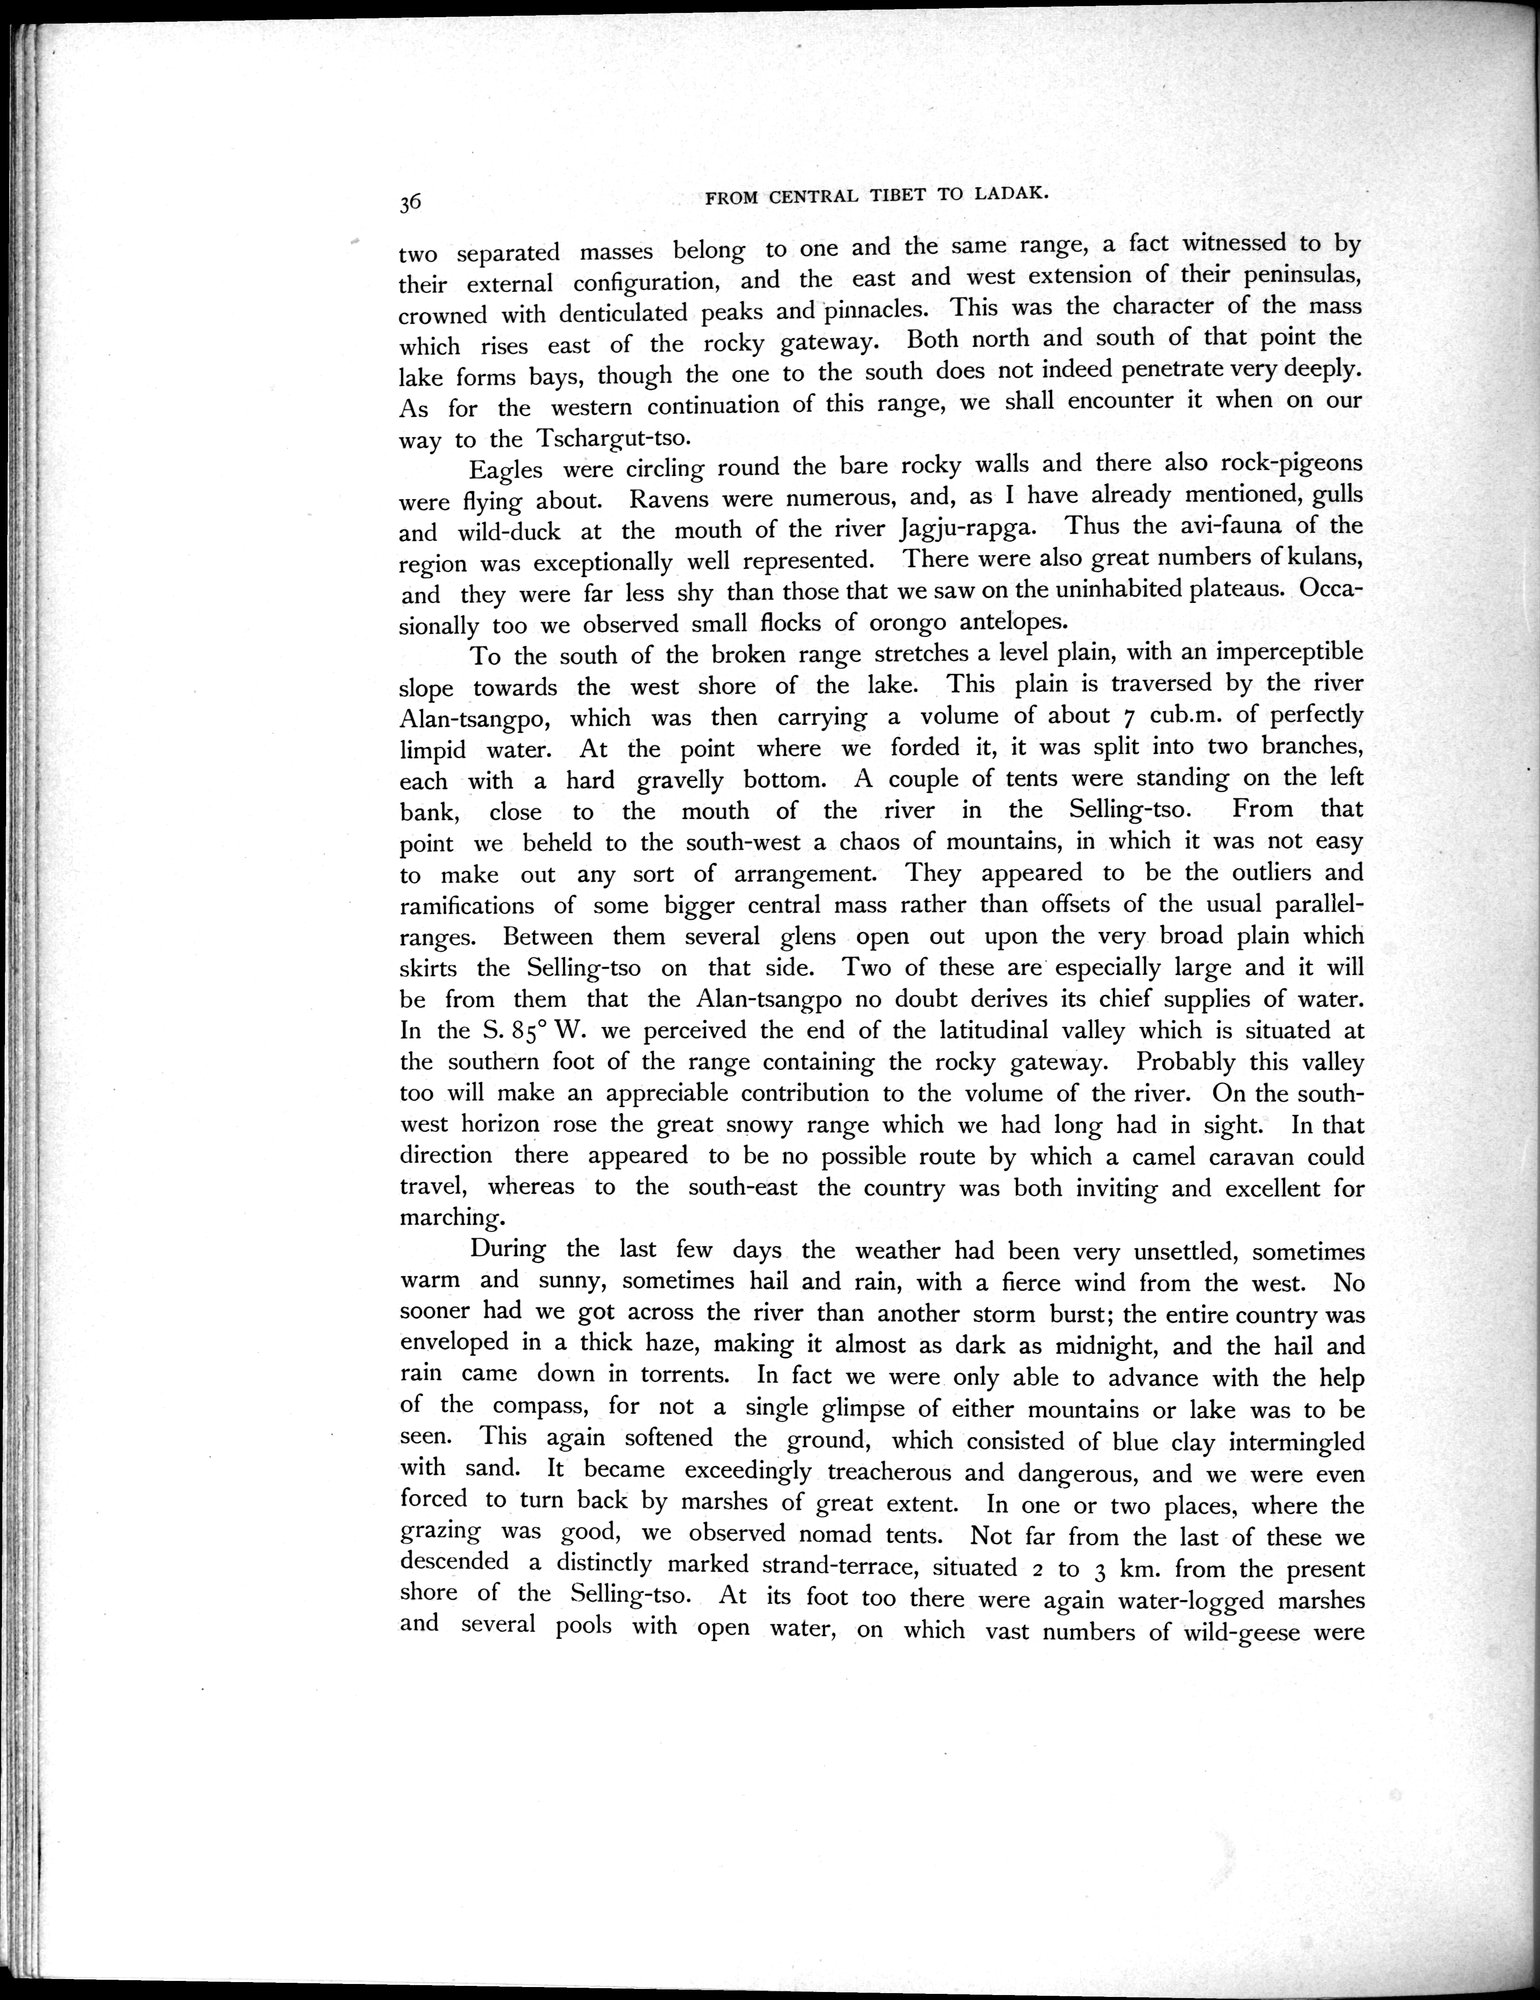 36
FROM CENTRAL TIBET TO LADAK.
two separated masses belong to one and the same range, a fact witnessed to by
their external configuration, and the east and west extension of their peninsulas,
crowned with denticulated peaks and pinnacles. This was the character of the mass
which rises east of the rocky gateway. Both north and south of that point the
lake forms bays, though the one to the south does not indeed penetrate very deeply.
As for the western continuation of this range, we shall encounter it when on our
way to the Tschargut-tso.
Eagles were circling round the bare rocky walls and there also rock-pigeons
were flying about. Ravens were numerous, and, as I have already mentioned, gulls
and wild-duck at the mouth of the river Jagju-rapga. Thus the avi-fauna of the
region was exceptionally well represented. There were also great numbers of kulans,
and they were far less shy than those that we saw on the uninhabited plateaus. Occa-
sionally too we observed small flocks of orongo antelopes.
To the south of the broken range stretches a level plain, with an imperceptible
slope towards the west shore of the lake. This plain is traversed by the river
Alan-tsangpo, which was then carrying a volume of about 7 cub.m. of perfectly
limpid water. At the point where we forded it, it was split into two branches,
each with a hard gravelly bottom. A couple of tents were standing on the left
bank, close to the mouth of the river in the Selling-tso. From that
point we beheld to the south-west a chaos of mountains, in which it was not easy
to make out any sort of arrangement. They appeared to be the outliers and
ramifications of some bigger central mass rather than offsets of the usual parallel-
ranges. Between them several glens open out upon the very broad plain which
skirts the Selling-tso on that side. Two of these are especially large and it will
be from them that the Alan-tsangpo no doubt derives its chief supplies of water.
In the S. 85° W. we perceived the end of the latitudinal valley which is situated at
the southern foot of the range containing the rocky gateway. Probably this valley
too will make an appreciable contribution to the volume of the river. On the south-
west horizon rose the great snowy range which we had long had in sight. In that
direction there appeared to be no possible route by which a camel caravan could
travel, whereas to the south-east the country was both inviting and excellent for
marching.
During the last few days the weather had been very unsettled, sometimes
warm and sunny, sometimes hail and rain, with a fierce wind from the west. No
sooner had we got across the river than another storm burst; the entire country was
enveloped in a thick haze, making it almost as dark as midnight, and the hail and
rain came down in torrents. In fact we were only able to advance with the help
of the compass, for not a single glimpse of either mountains or lake was to be
seen. This again softened the ground, which consisted of blue clay intermingled
with sand. It became exceedingly treacherous and dangerous, and we were even
forced to turn back by marshes of great extent. In one or two places, where the
grazing was good, we observed nomad tents. Not far from the last of these we
descended a distinctly marked strand-terrace, situated 2 to 3 km. from the present
shore of the Selling-tso. At its foot too there were again water-logged marshes
and several pools with open water, on which vast numbers of wild-geese were